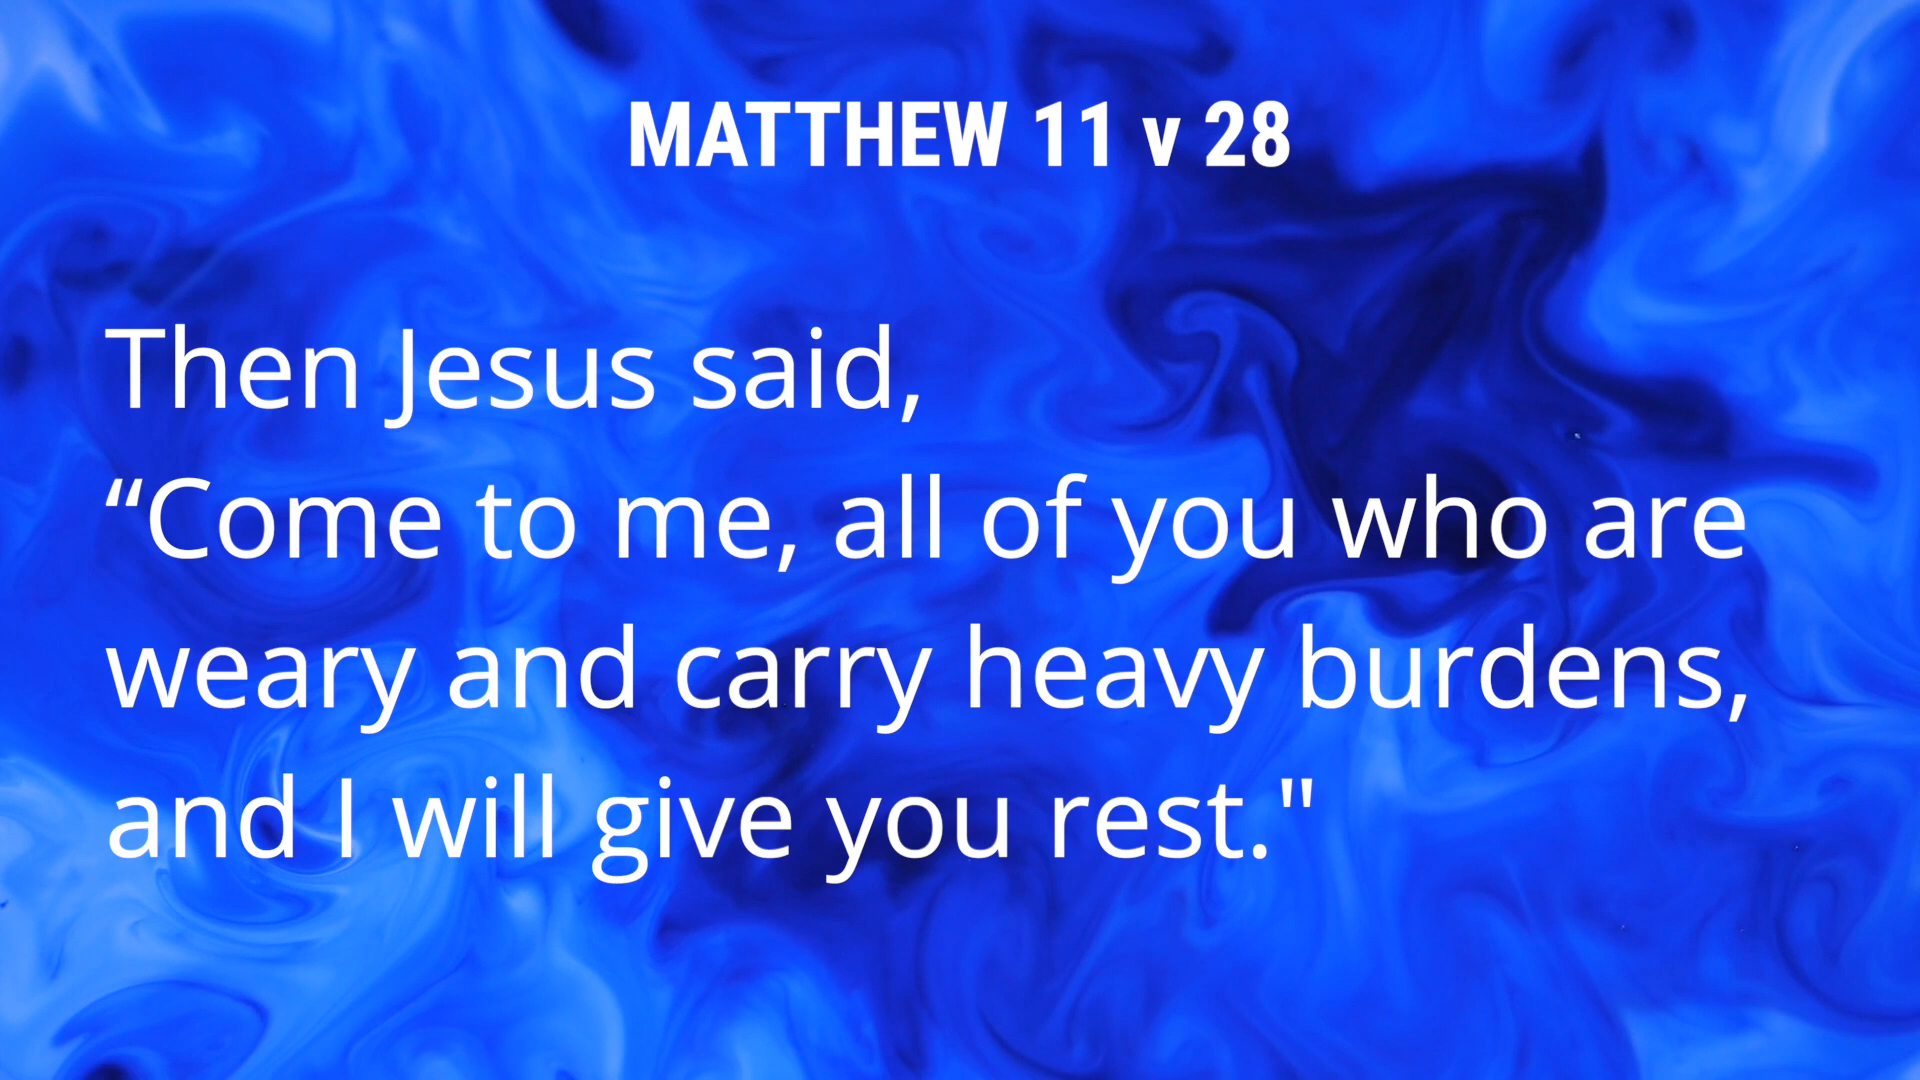 MATTHEW 11 v 28
Then Jesus said,
“Come to me, all of you who are
weary and carry heavy burdens,
and I will give you rest."